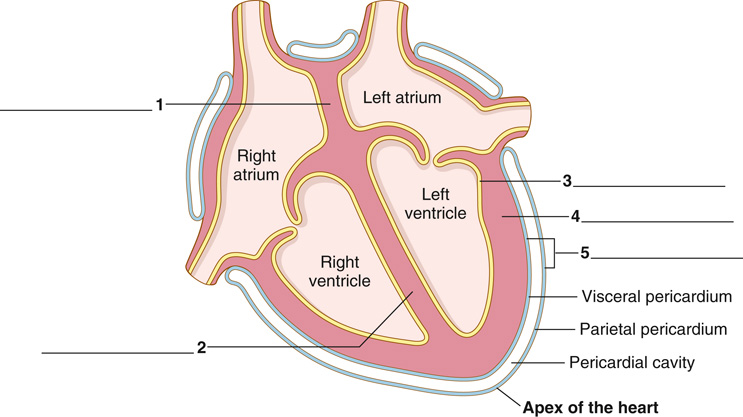 1
Left atrium
Right
atrium
3
Left
ventricle
4
5
Right
ventricle
Visceral pericardium
Parietal pericardium
2
Pericardial cavity
Apex of the heart